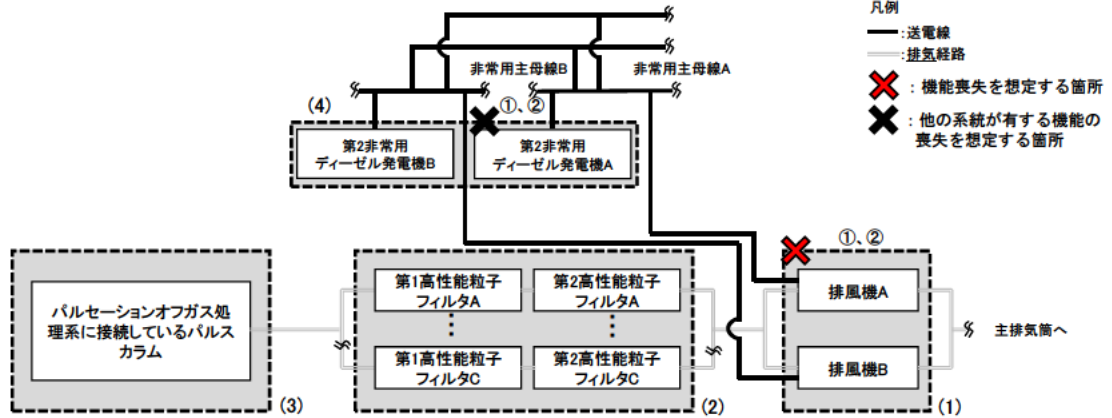 凡例
：送電線
：排気経路
：機能喪失を想定する箇所
：他の系統が有する機能の
喪失を想定する箇所
非常用主母線B
非常用主母線A
(4)
①、②
第2非常用
ディーゼル発電機B
第2非常用
ディーゼル発電機A
①、②
パルセーションオフガス処
理系に接続しているパルス
カラム
第1高性能粒子
フィルタA
第2高性能粒子
フィルタA
排風機A
主排気筒へ
第1高性能粒子
フィルタC
第2高性能粒子
フィルタC
排風機B
(3)
(2)
(1)